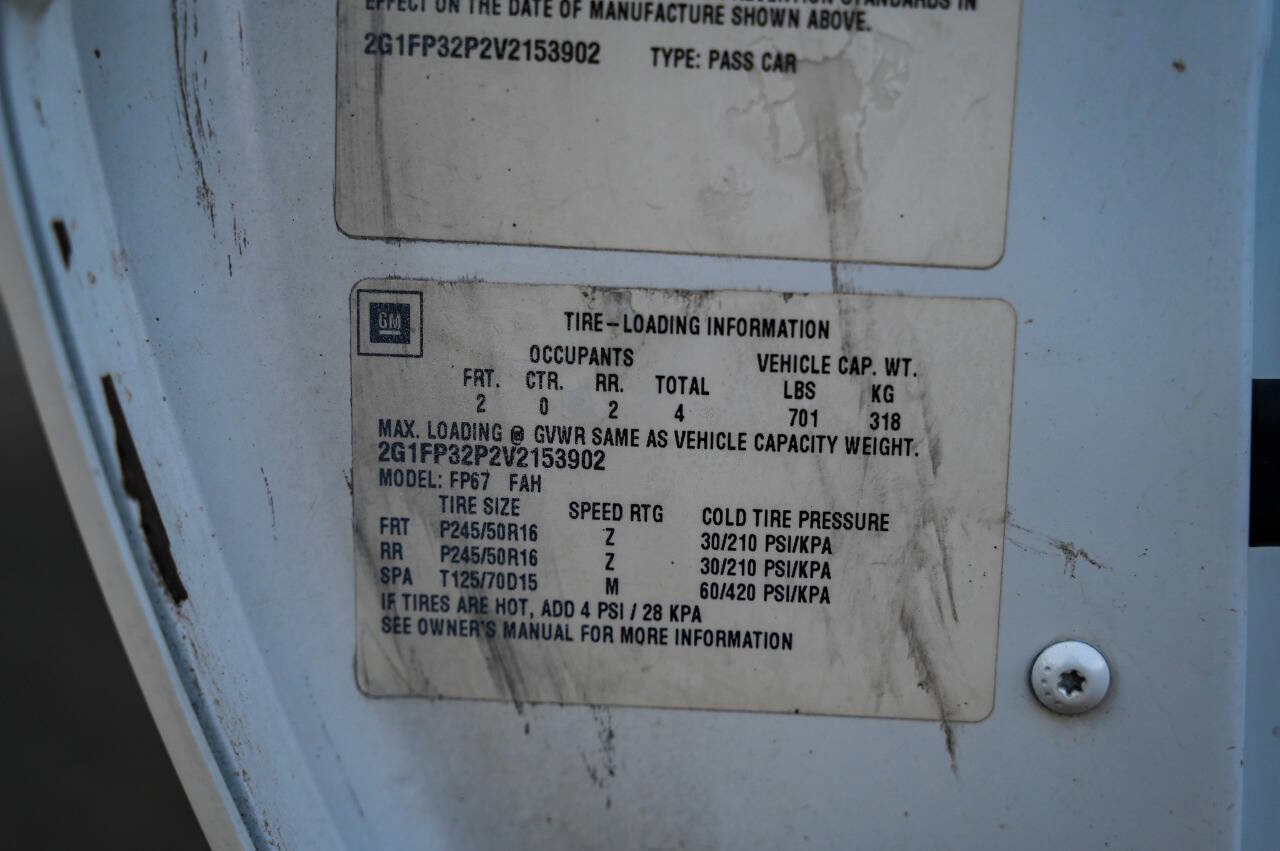 EFFECT ON THE DATE OF MANUFACTURE SHOWN ABOVE.
2G1FP32P2V2153902 TYPE: PASS CAR
GM
TIRE-LOADING INFORMATION
OCCUPANTS VEHICLE CAP. WT.
FRT. CTR. RR. TOTAL LBS KG
2 0 2 4 701 318
MAX. LOADING @ GVWR SAME AS VEHICLE CAPACITY WEIGHT.
2G1FP32P2V2153902
MODEL: FP67 FAH
TIRE SIZE SPEED RTG COLD TIRE PRESSURE
FRT P245/50R16 Z 30/210 PSI/KPA
RR P245/50R16 Z 30/210 PSI/KPA
SPA T125/70D15 M 60/420 PSI/KPA
IF TIRES ARE HOT, ADD 4 PSI / 28 KPA
SEE OWNER'S MANUAL FOR MORE INFORMATION